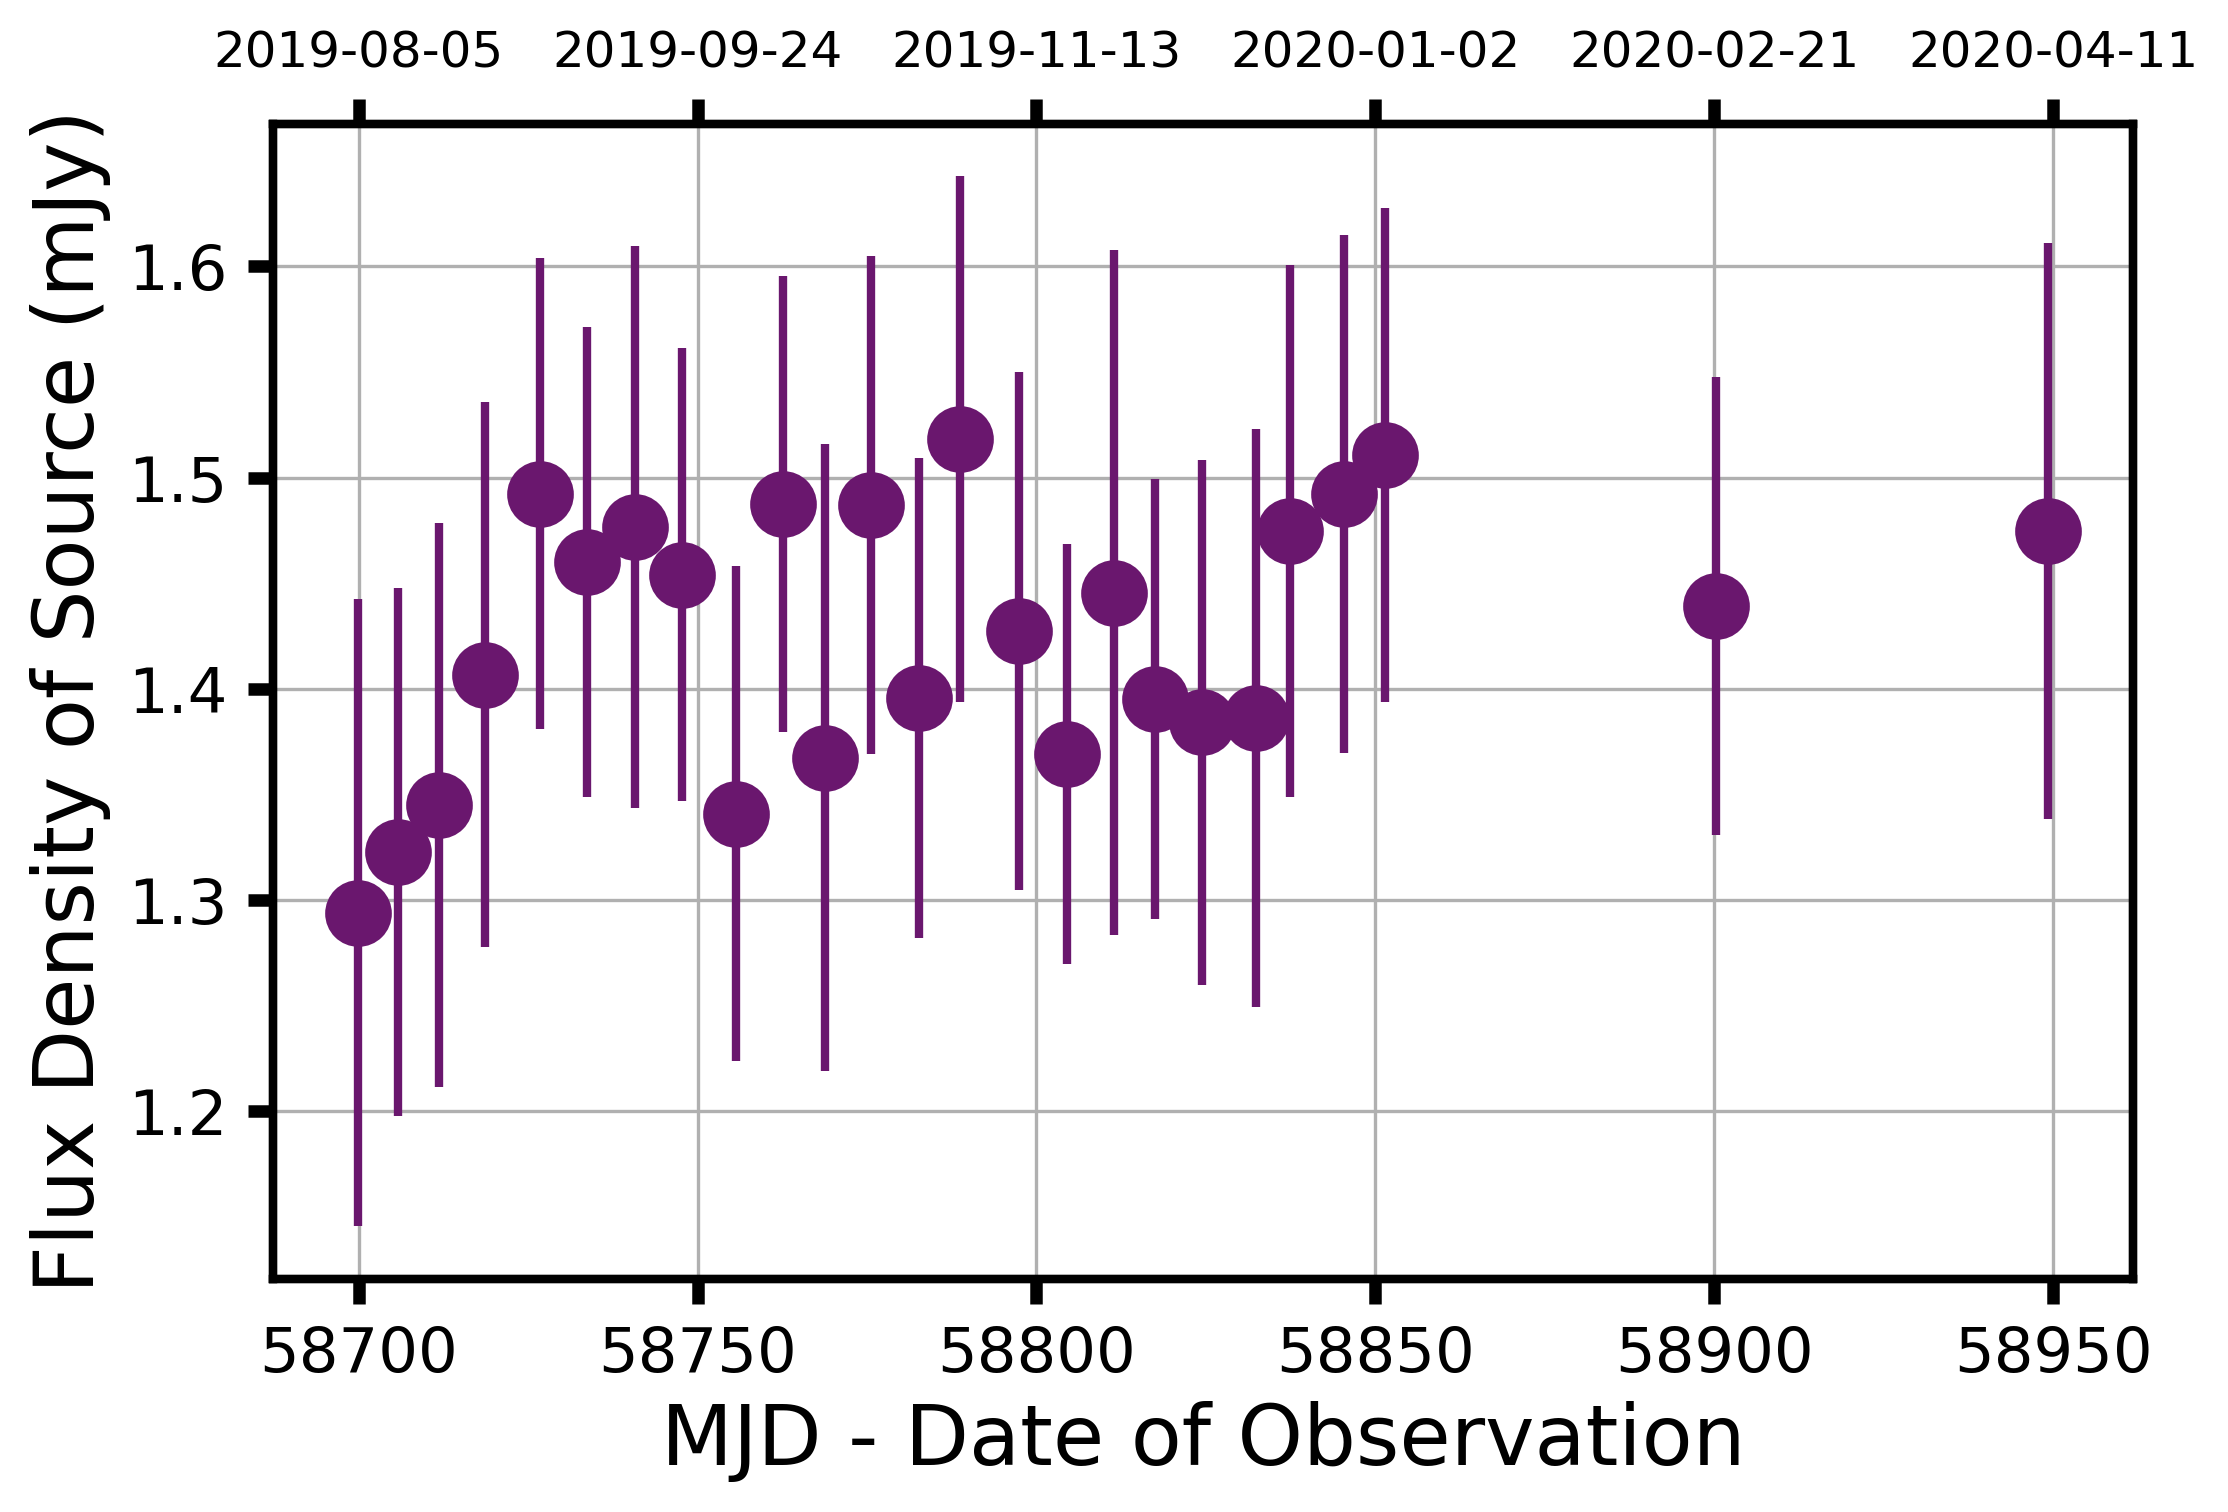 2019-08-05 2019-09-24 2019-11-13 2020-01-02 2020-02-21 2020-04-11
Flux Density of Source (mJy)
1.6
1.5
1.4
1.3
1.2
58700 58750 58800 58850 58900 58950
MJD - Date of Observation